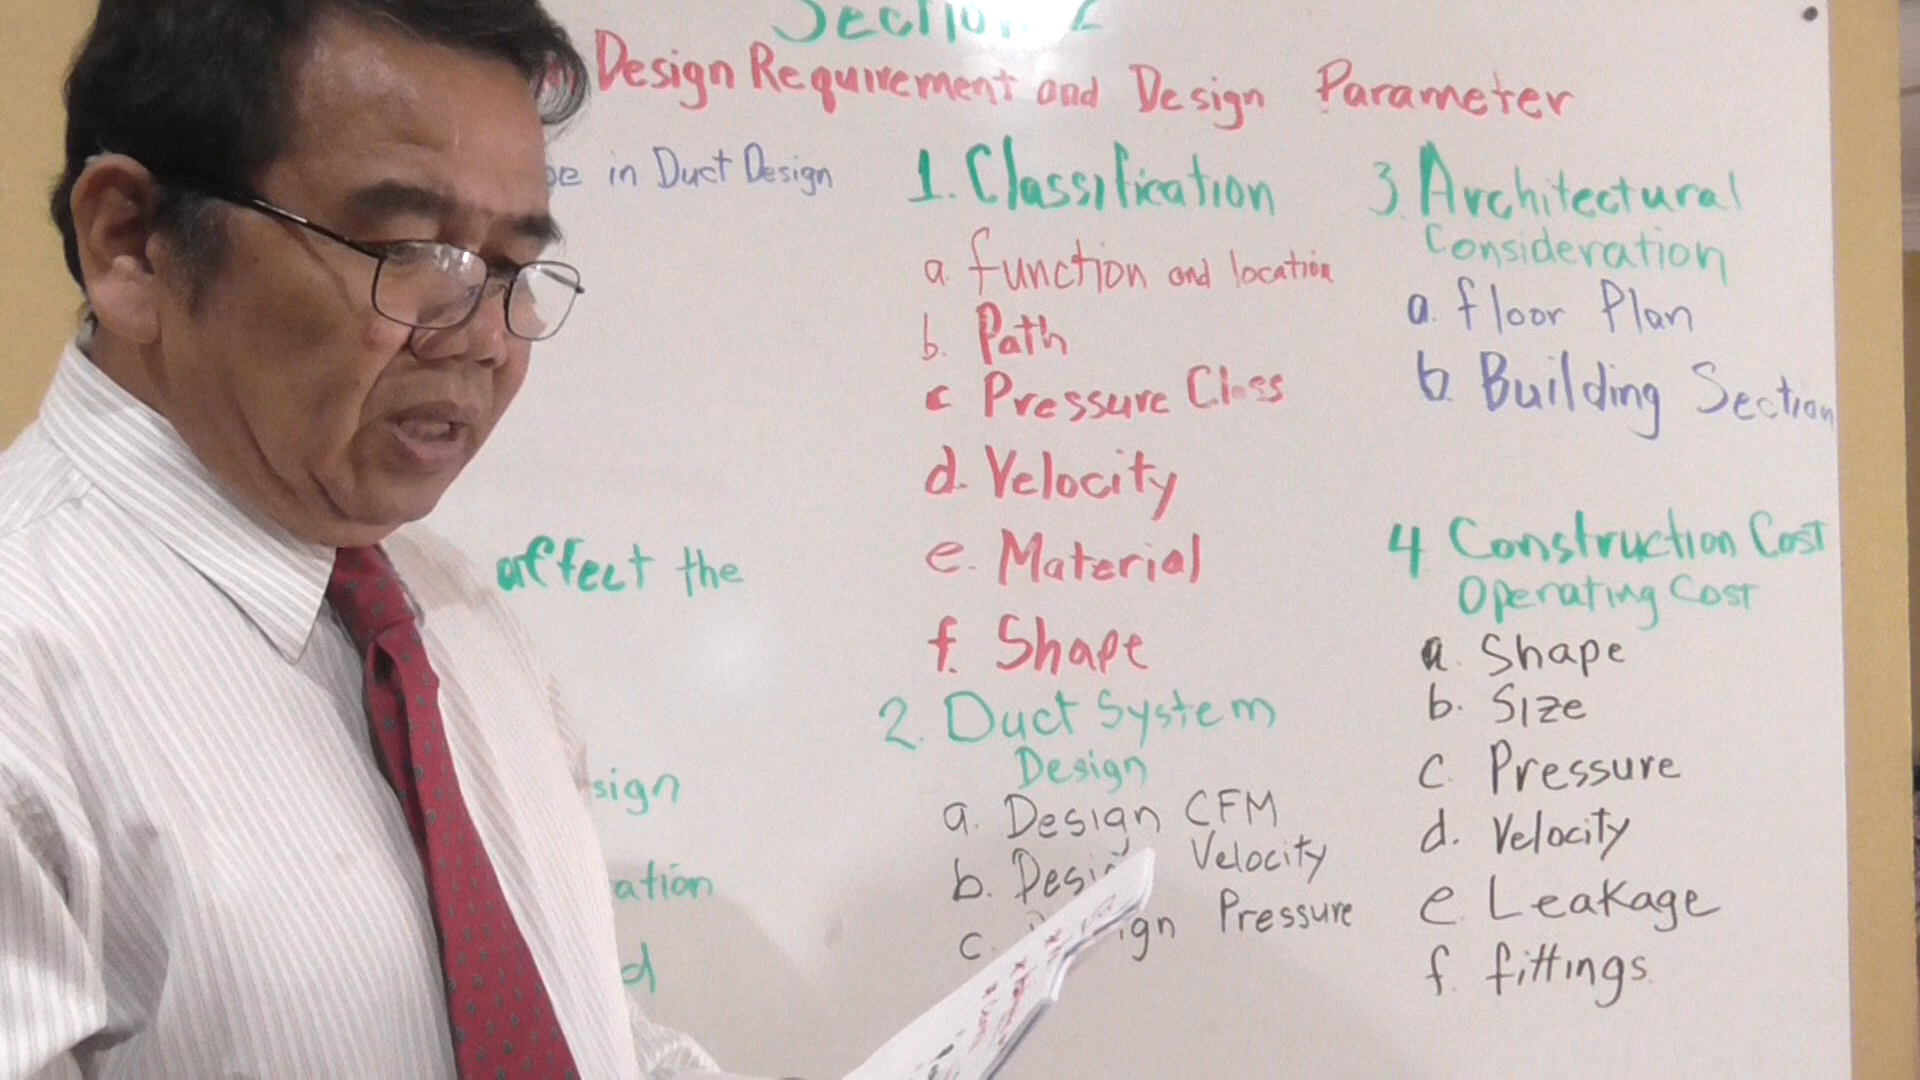 Section 2
Design Requirement and Design Parameter
in Duct Design
affect the
1. Classification
a. function and location
b. Path
c Pressure Class
d. Velocity
e. Material
f. Shape
2. Duct System
Design
a. Design CFM
b. Velocity
c. Pressure
3. Architectural
Consideration
a. floor Plan
b Building Section
4 Construction Cost
Operating Cost
a. Shape
b. Size
c. Pressure
d. Velocity
e. Leakage
f. fittings